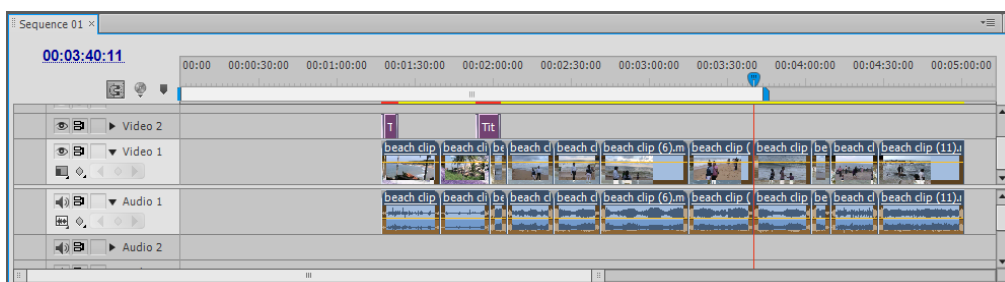 Sequence 01 ×
00:03:40:11
00:00 00:00:30:00 00:01:00:00 00:01:30:00 00:02:00:00 00:02:30:00 00:03:00:00 00:03:30:00 00:04:00:00 00:04:30:00 00:05:00:00
Video 2 T Tit
Video 1 beach clip beach cli be beach cl beach cl beach clip (6).m beach clip ( beach clip be beach cl beach clip (11).
Audio 1 beach clip beach cli be beach cl beach cl beach clip (6).m beach clip ( beach clip be beach cl beach clip (11).
Audio 2